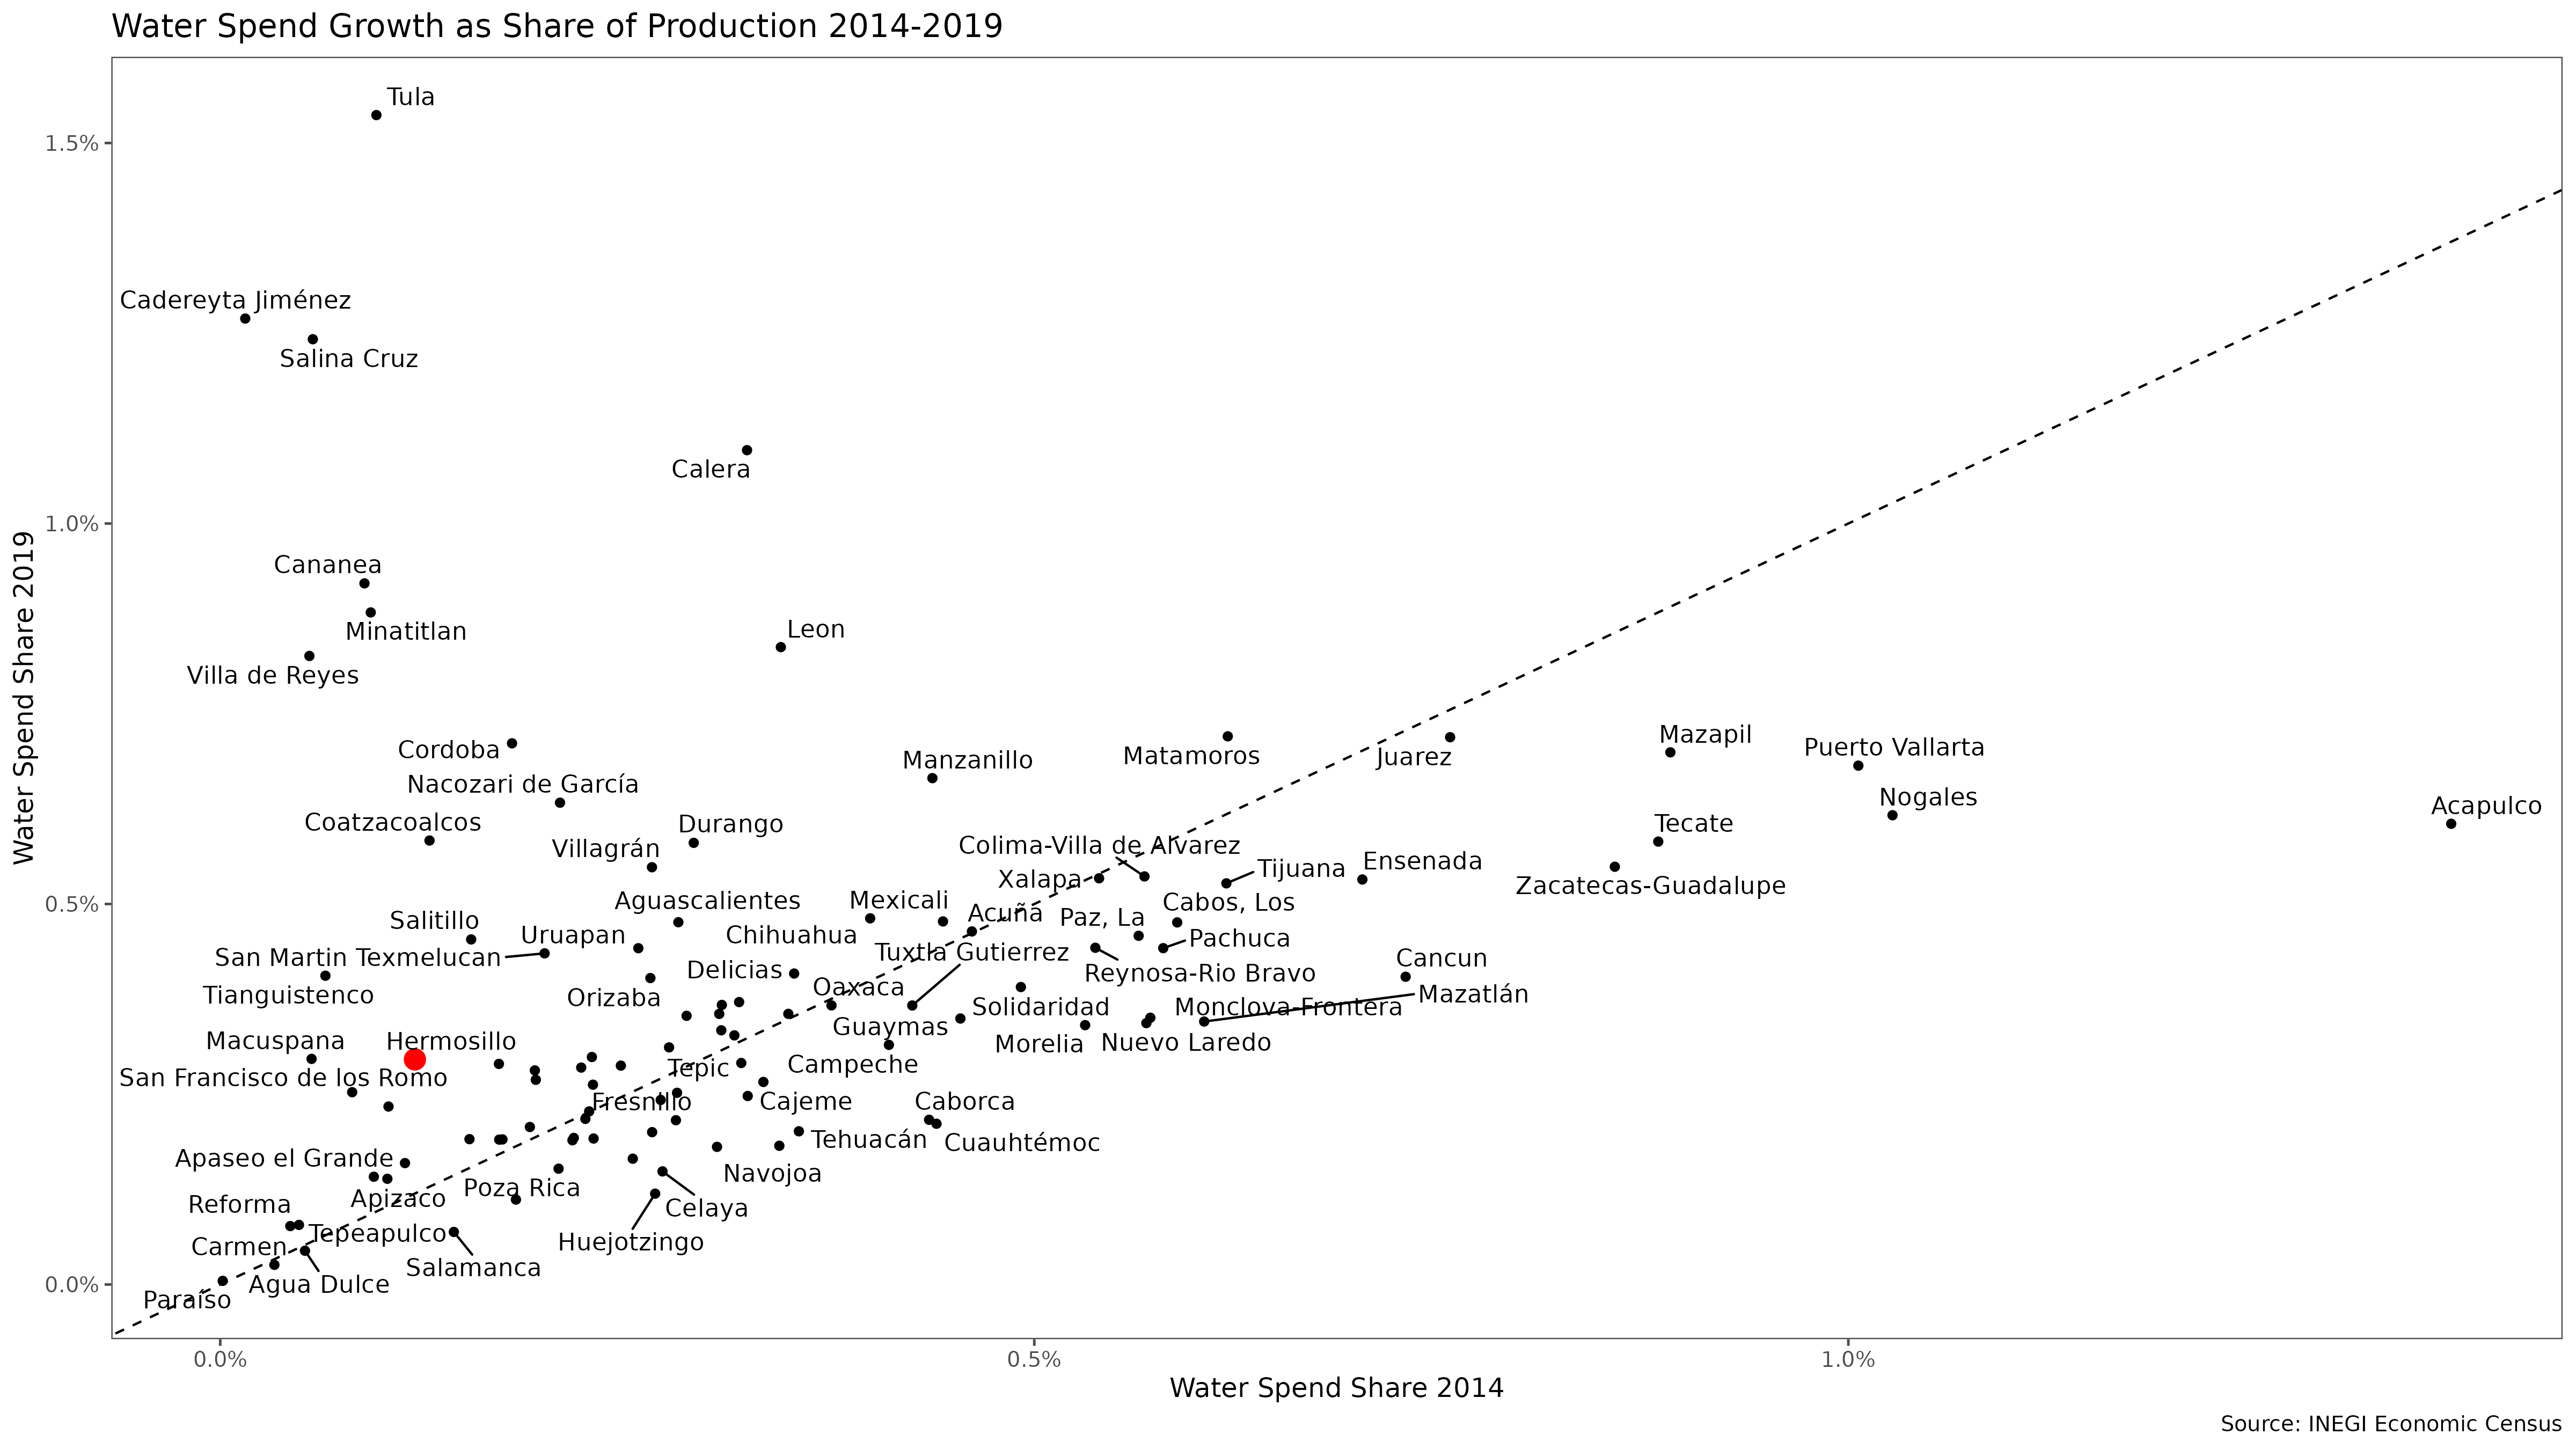 Water Spend Growth as Share of Production 2014-2019
Tula
1.5%
Cadereyta Jiménez
Salina Cruz
Calera
1.0%
Cananea
Minatitlan
Leon
Villa de Reyes
Cordoba
Manzanillo
Matamoros
Juarez
Mazapil
Puerto Vallarta
Nacozari de García
Nogales
Acapulco
Coatzacoalcos
Durango
Tecate
Villagrán
Colima-Villa de Alvarez
Xalapa
Tijuana
Ensenada
Zacatecas-Guadalupe
0.5%
Aguascalientes
Mexicali
Acuña
Paz, La
Cabos, Los
Salitillo
Uruapan
Chihuahua
Pachuca
San Martin Texmelucan
Tuxtla Gutierrez
Cancun
Delicias
Reynosa-Rio Bravo
Tianguistenco
Orizaba
Oaxaca
Solidaridad
Monclova-Frontera
Mazatlán
Guaymas
Macuspana
Hermosillo
Morelia
Nuevo Laredo
San Francisco de los Romo
Tepic
Campeche
Fresnillo
Cajeme
Caborca
Tehuacán
Cuauhtémoc
Apaseo el Grande
Navojoa
Apizaco
Poza Rica
Reforma
Celaya
Tepeapulco
Carmen
Huejotzingo
Salamanca
Agua Dulce
0.0%
Paraíso
0.0%
0.5%
1.0%
Water Spend Share 2019
Water Spend Share 2014
Source: INEGI Economic Census